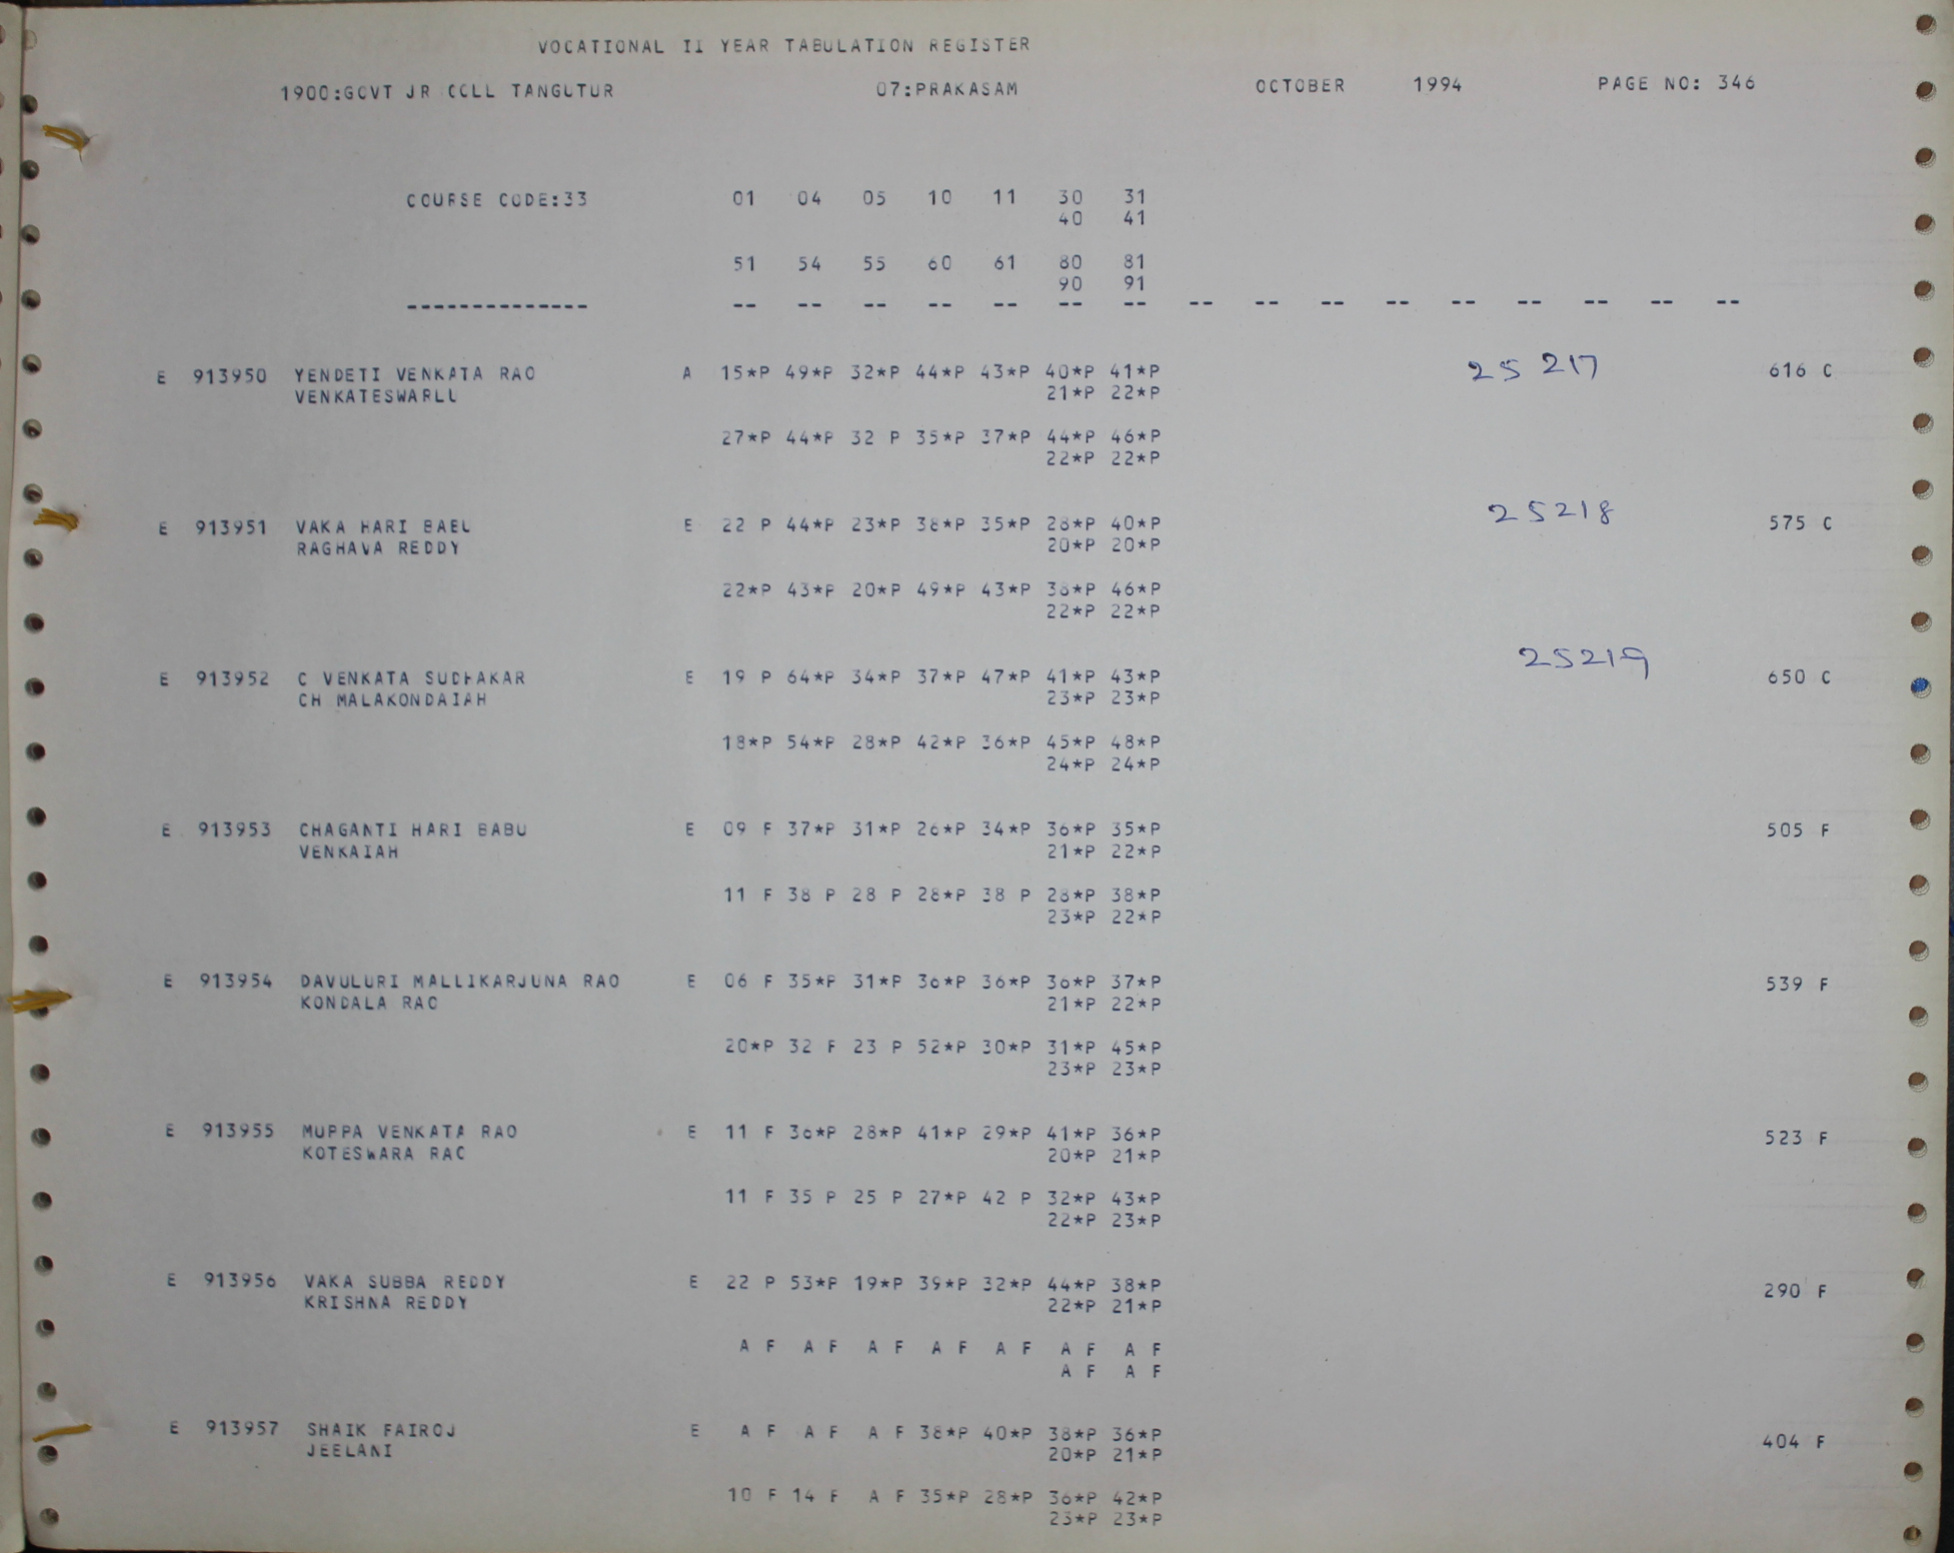 VOCATIONAL II YEAR TABULATION REGISTER
1900:GOVT JR COLL TANGUTUR 07:PRAKASAM OCTOBER 1994 PAGE NO: 346
COURSE CODE:33 01 04 05 10 11 30 31
40 41
51 54 55 60 61 80 81
90 91
-------------- -- -- -- -- -- -- -- -- -- -- -- -- -- -- -- --
E 913950 YENDETI VENKATA RAO A 15*P 49*P 32*P 44*P 43*P 40*P 41*P 25 217 616 C
VENKATESWARLU 21*P 22*P
27*P 44*P 32 P 35*P 37*P 44*P 46*P
22*P 22*P
E 913951 VAKA HARI BABU E 22 P 44*P 23*P 38*P 35*P 28*P 40*P 25218 575 C
RAGHAVA REDDY 20*P 20*P
22*P 43*P 20*P 49*P 43*P 38*P 46*P
22*P 22*P
E 913952 C VENKATA SUDHAKAR E 19 P 64*P 34*P 37*P 47*P 41*P 43*P 25219 650 C
CH MALAKONDAIAH 23*P 23*P
18*P 54*P 28*P 42*P 36*P 45*P 48*P
24*P 24*P
E 913953 CHAGANTI HARI BABU E 09 F 37*P 31*P 26*P 34*P 36*P 35*P 505 F
VENKAIAH 21*P 22*P
11 F 38 P 28 P 28*P 38 P 28*P 38*P
23*P 22*P
E 913954 DAVULURI MALLIKARJUNA RAO E 06 F 35*P 31*P 36*P 36*P 36*P 37*P 539 F
KONDALA RAO 21*P 22*P
20*P 32 F 23 P 52*P 30*P 31*P 45*P
23*P 23*P
E 913955 MUPPA VENKATA RAO E 11 F 36*P 28*P 41*P 29*P 41*P 36*P 523 F
KOTESWARA RAO 20*P 21*P
11 F 35 P 25 P 27*P 42 P 32*P 43*P
22*P 23*P
E 913956 VAKA SUBBA REDDY E 22 P 53*P 19*P 39*P 32*P 44*P 38*P 290 F
KRISHNA REDDY 22*P 21*P
A F A F A F A F A F A F A F
A F A F
E 913957 SHAIK FAIROJ E A F A F A F 38*P 40*P 38*P 36*P 404 F
JEELANI 20*P 21*P
10 F 14 F A F 35*P 28*P 36*P 42*P
23*P 23*P